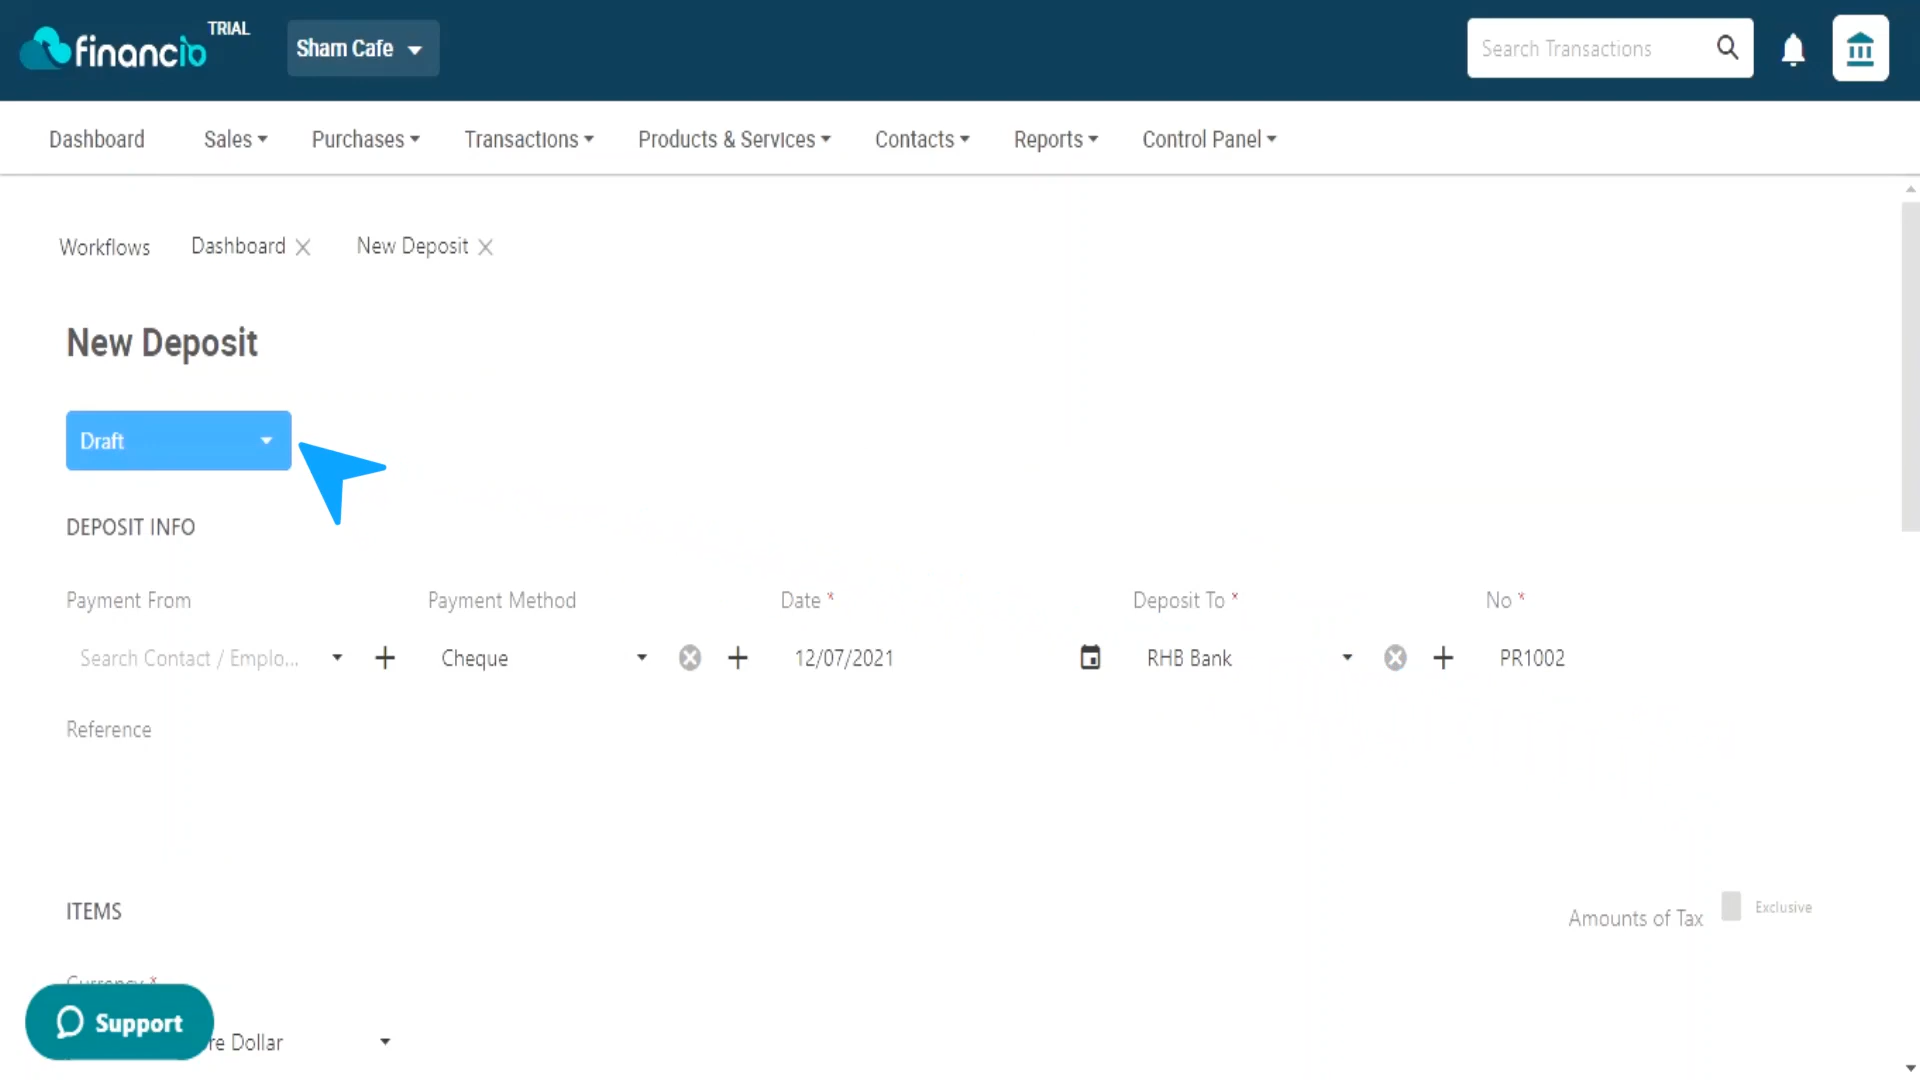 financio TRIAL Sham Cafe Search Transactions
Dashboard Sales Purchases Transactions Products & Services Contacts Reports Control Panel
Workflows Dashboard New Deposit
New Deposit
Draft
DEPOSIT INFO
Payment From Payment Method Date * Deposit To * No *
Search Contact / Emplo... Cheque 12/07/2021 RHB Bank PR1002
Reference
ITEMS Amounts of Tax Exclusive
Currency *
Support re Dollar